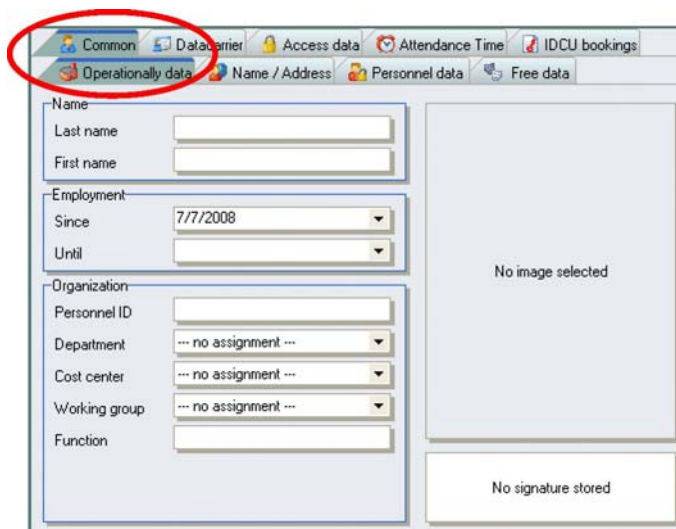 Common Datacarrier Access data Attendance Time IDCU bookings
Operationally data Name / Address Personnel data Free data
Name
Last name
First name
Employment
Since 7/7/2008
Until
No image selected
Organization
Personnel ID
Department --- no assignment ---
Cost center --- no assignment ---
Working group --- no assignment ---
Function
No signature stored